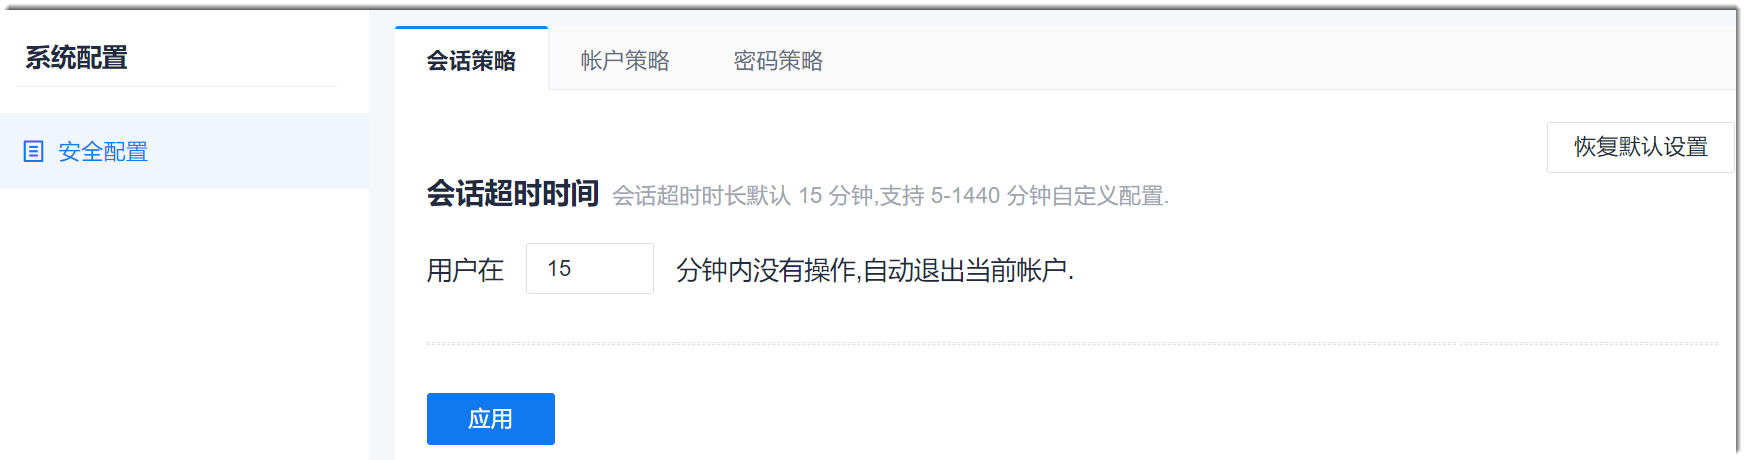 系统配置
安全配置
会话策略 帐户策略 密码策略
恢复默认设置
会话超时时间 会话超时时长默认 15 分钟,支持 5-1440 分钟自定义配置.
用户在 15 分钟内没有操作,自动退出当前帐户.
应用